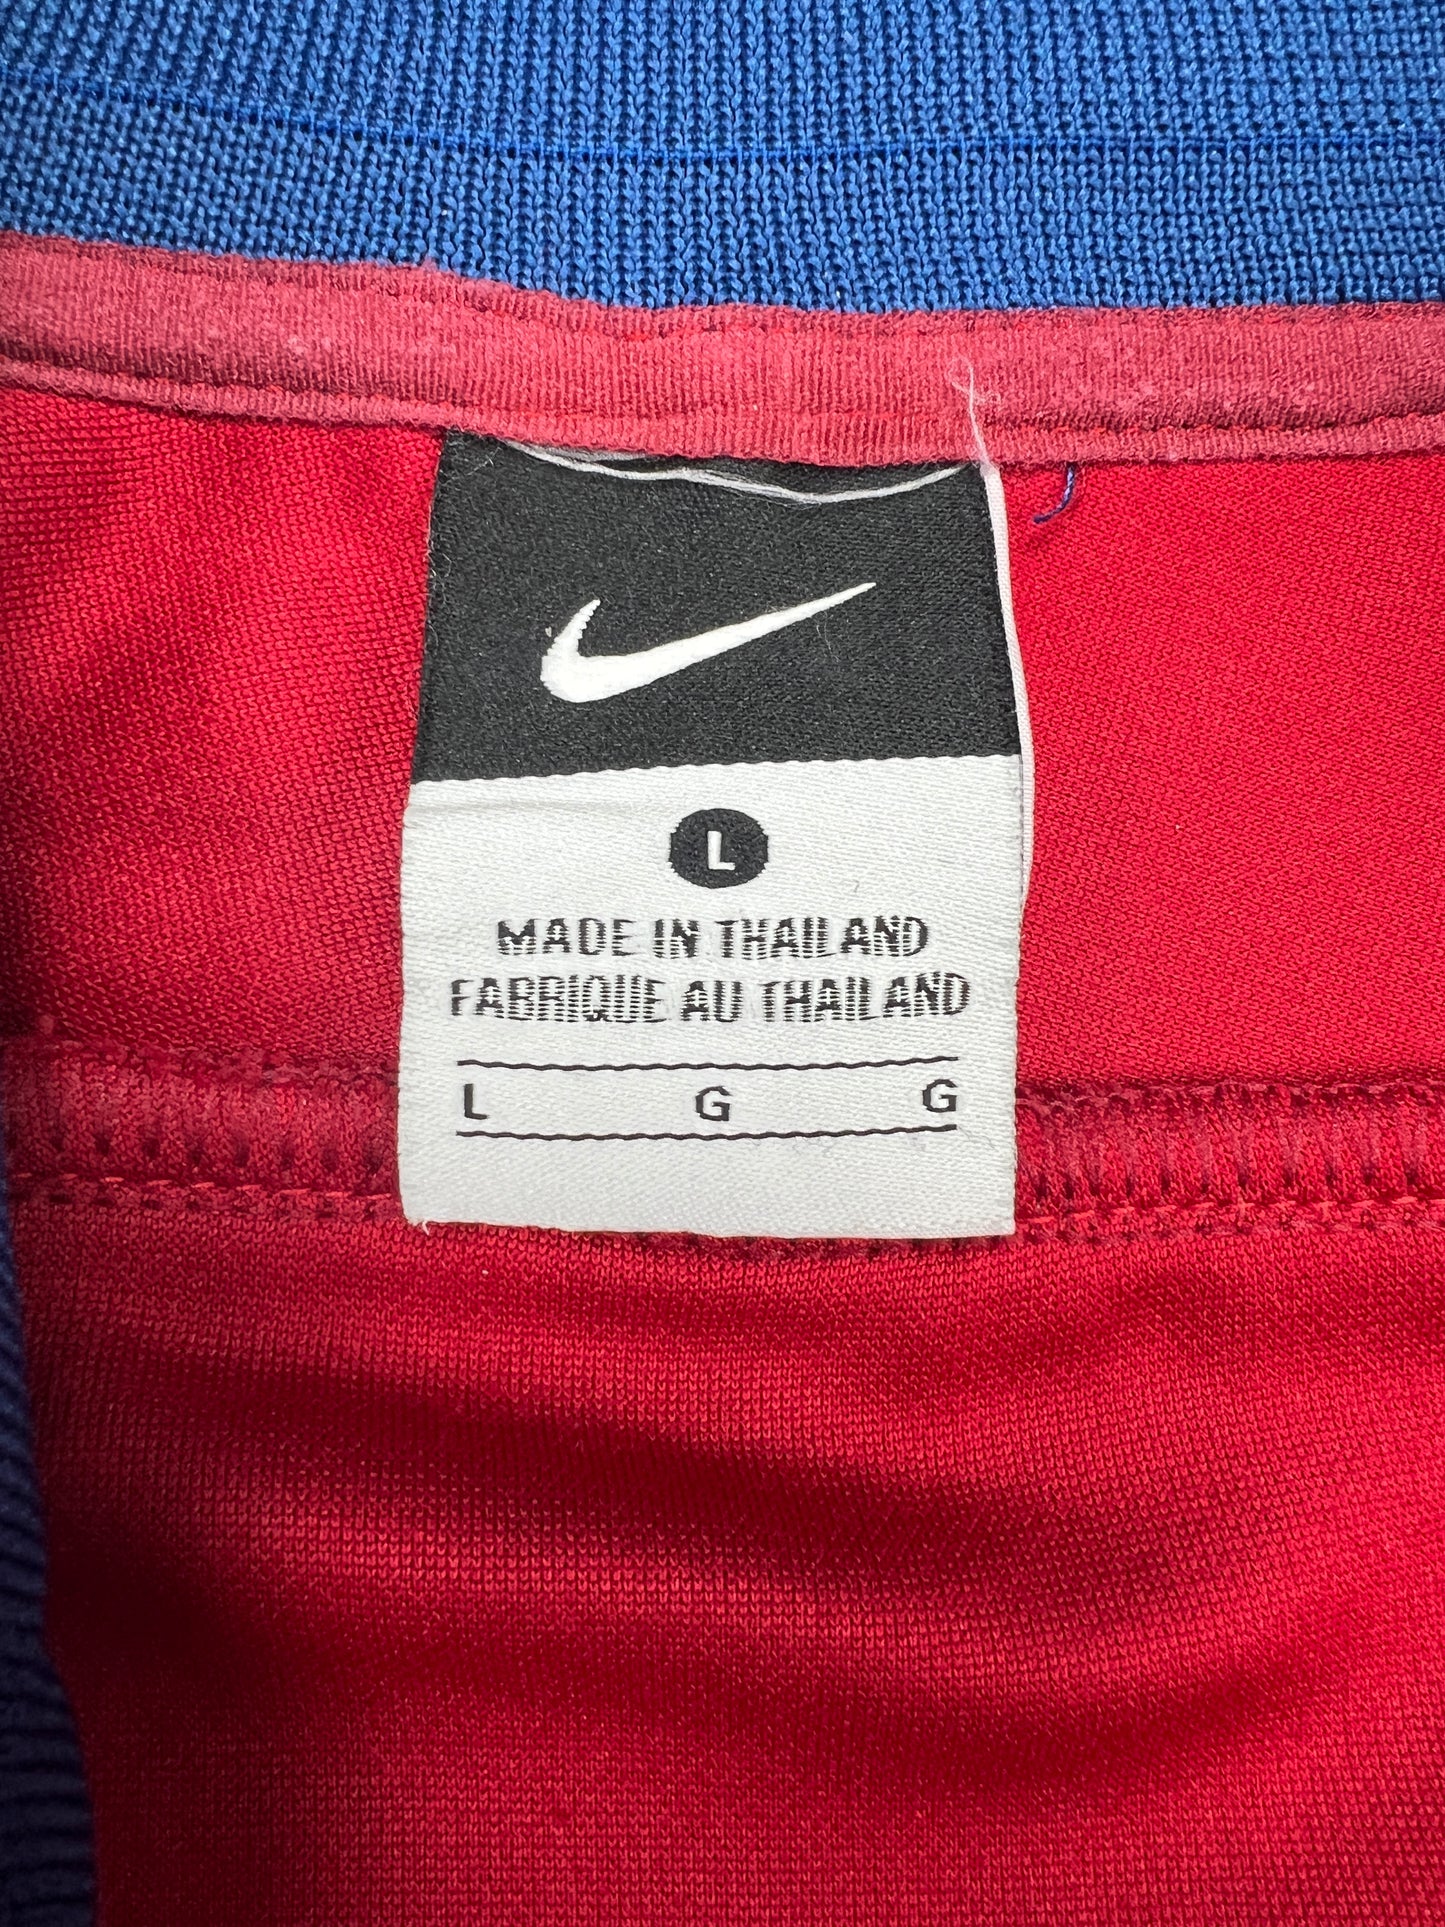 L
MADE IN THAILAND
FABRIQUE AU THAILAND
L G G